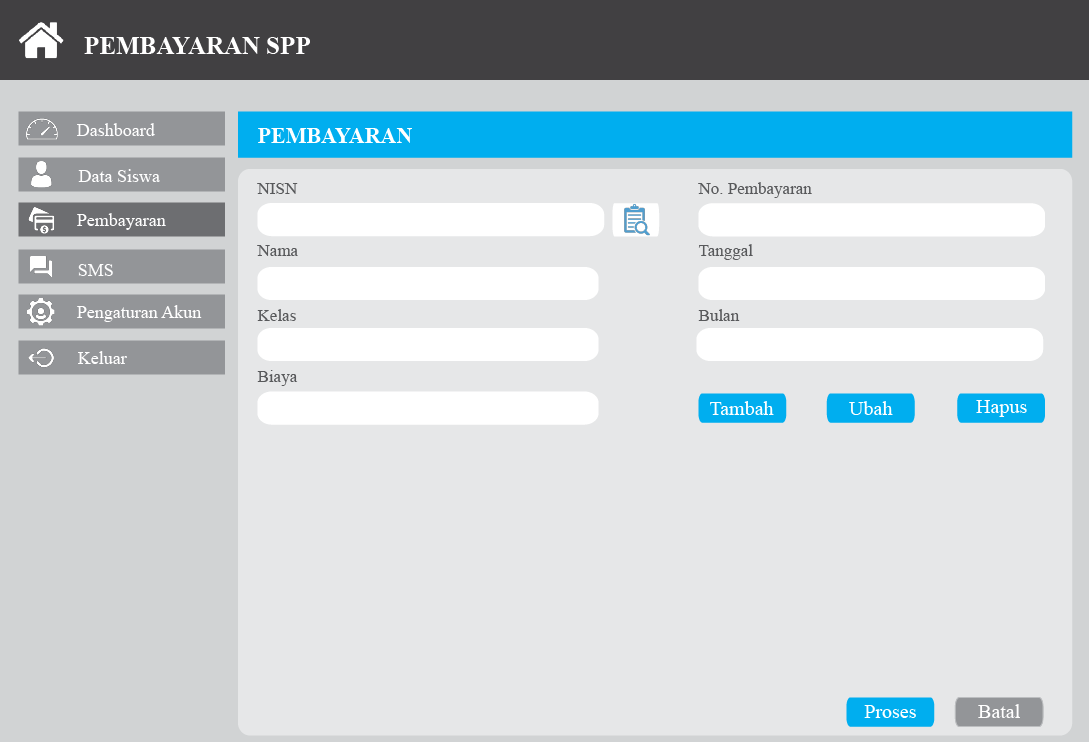 PEMBAYARAN SPP
Dashboard
Data Siswa
Pembayaran
SMS
Pengaturan Akun
Keluar
PEMBAYARAN
NISN
No. Pembayaran
Nama
Tanggal
Kelas
Bulan
Biaya
Tambah
Ubah
Hapus
Proses
Batal